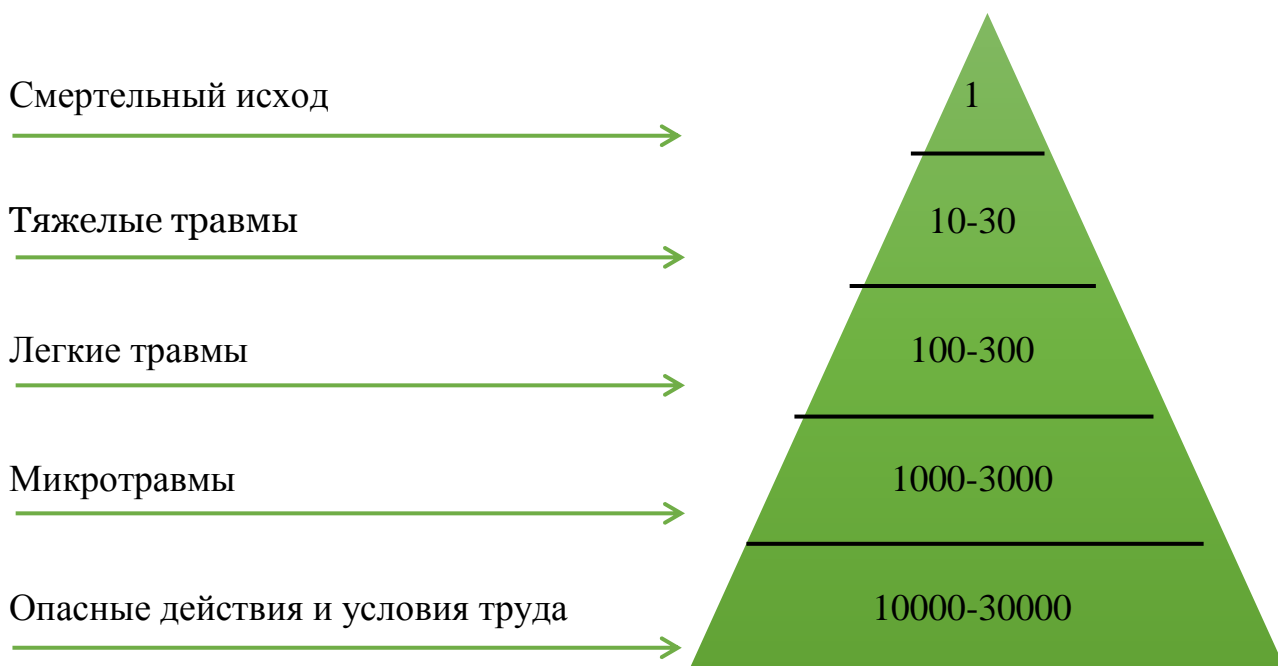 Смертельный исход
1
Тяжелые травмы
10-30
Легкие травмы
100-300
Микротравмы
1000-3000
Опасные действия и условия труда
10000-30000